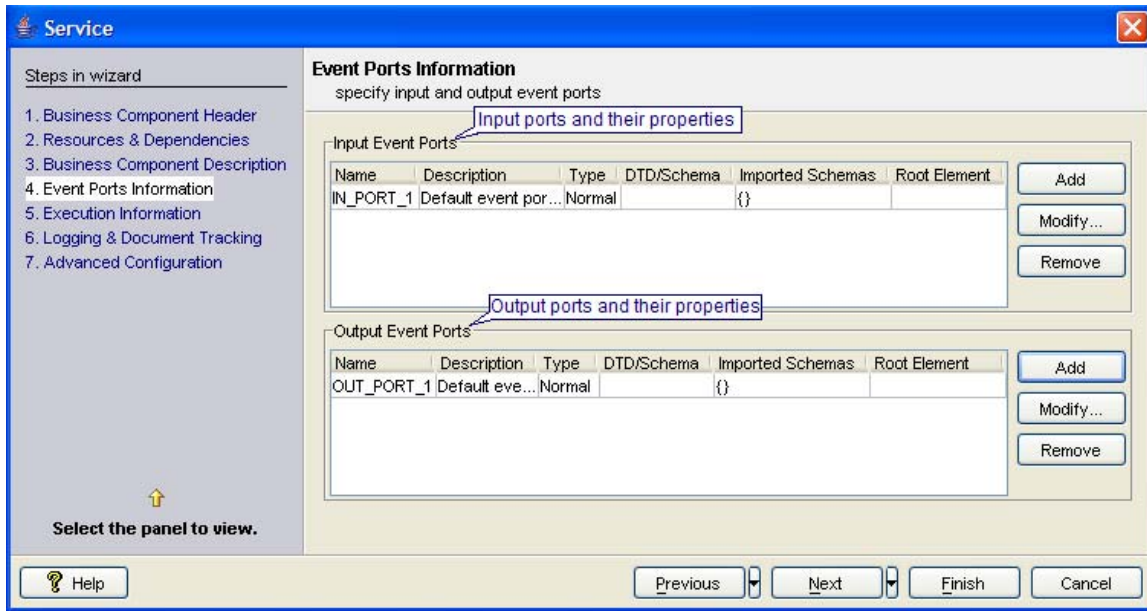 Service
Steps in wizard
1. Business Component Header
2. Resources & Dependencies
3. Business Component Description
4. Event Ports Information
5. Execution Information
6. Logging & Document Tracking
7. Advanced Configuration
Select the panel to view.
Event Ports Information
specify input and output event ports
Input ports and their properties
Input Event Ports
Name Description Type DTD/Schema Imported Schemas Root Element
IN_PORT_1 Default event por... Normal {}
Add
Modify...
Remove
Output ports and their properties
Output Event Ports
Name Description Type DTD/Schema Imported Schemas Root Element
OUT_PORT_1 Default eve... Normal {}
Add
Modify...
Remove
Help
Previous Next Finish Cancel